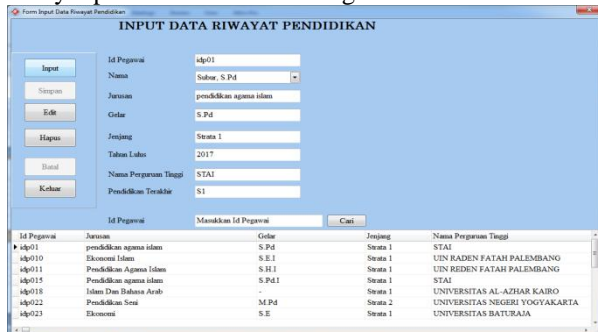 Form Input Data Riwayat Pendidikan
INPUT DATA RIWAYAT PENDIDIKAN
Input
Simpan
Edit
Hapus
Batal
Keluar
Id Pegawai idp01
Nama Subur, S.Pd
Jurusan pendidikan agama islam
Gelar S.Pd
Jenjang Strata 1
Tahun Lulus 2017
Nama Perguruan Tinggi STAI
Pendidikan Terakhir S1
Id Pegawai Masukkan Id Pegawai Cari
Id Pegawai Jurusan Gelar Jenjang Nama Perguruan Tinggi
idp01 pendidikan agama islam S.Pd Strata 1 STAI
idp010 Ekonomi Islam S.E.I Strata 1 UIN RADEN FATAH PALEMBANG
idp011 Pendidikan Agama Islam S.H.I Strata 1 UIN REDEN FATAH PALEMBANG
idp015 pendidikan agama islam S.Pd.I Strata 1 STAI
idp018 Islam Dan Bahasa Arab - Strata 1 UNIVERSITAS AL-AZHAR KAIRO
idp022 Pendidikan Seni M.Pd Strata 2 UNIVERSITAS NEGERI YOGYAKARTA
idp023 Ekonomi S.E Strata 1 UNIVERSITAS BATURAJA